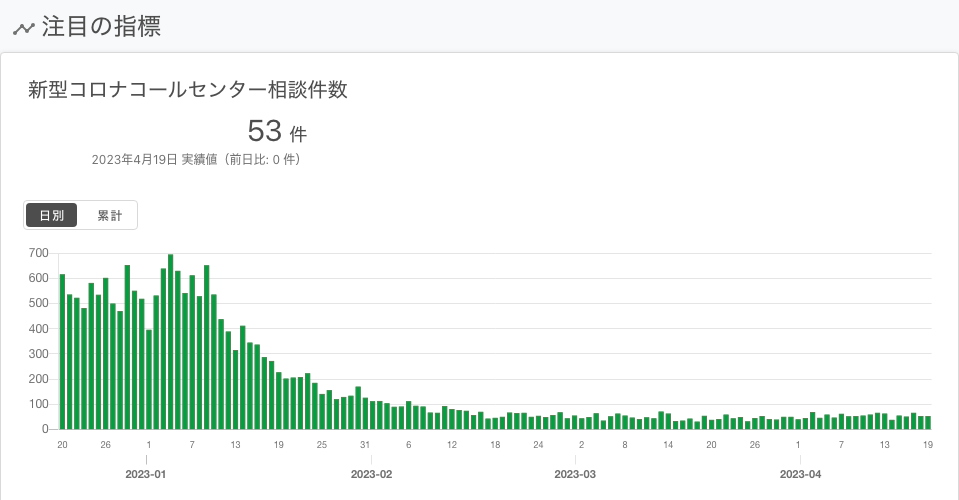 注目の指標
新型コロナコールセンター相談件数
53 件
2023年4月19日 実績値（前日比: 0 件）
日別 累計
700
600
500
400
300
200
100
0
20 26 1 7 13 19 25 31 6 12 18 24 2 8 14 20 26 1 7 13 19
2023-01 2023-02 2023-03 2023-04